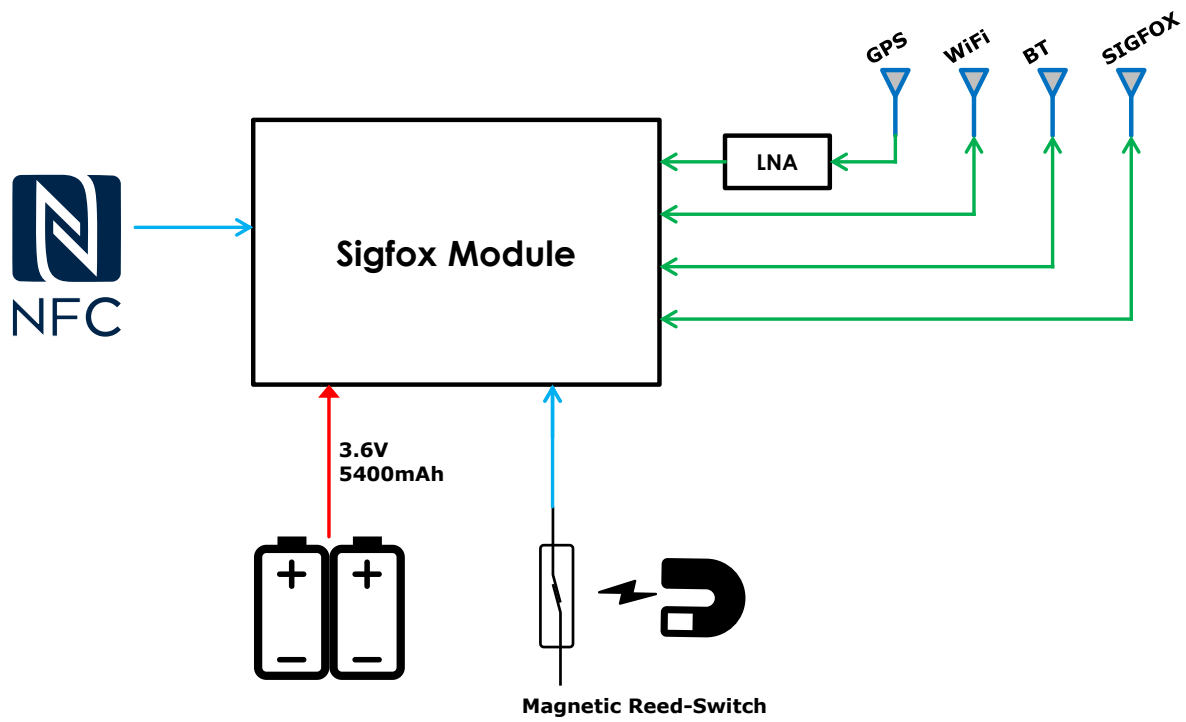 GPS
WiFi
BT
SIGFOX
LNA
Sigfox Module
NFC
3.6V
5400mAh
Magnetic Reed-Switch